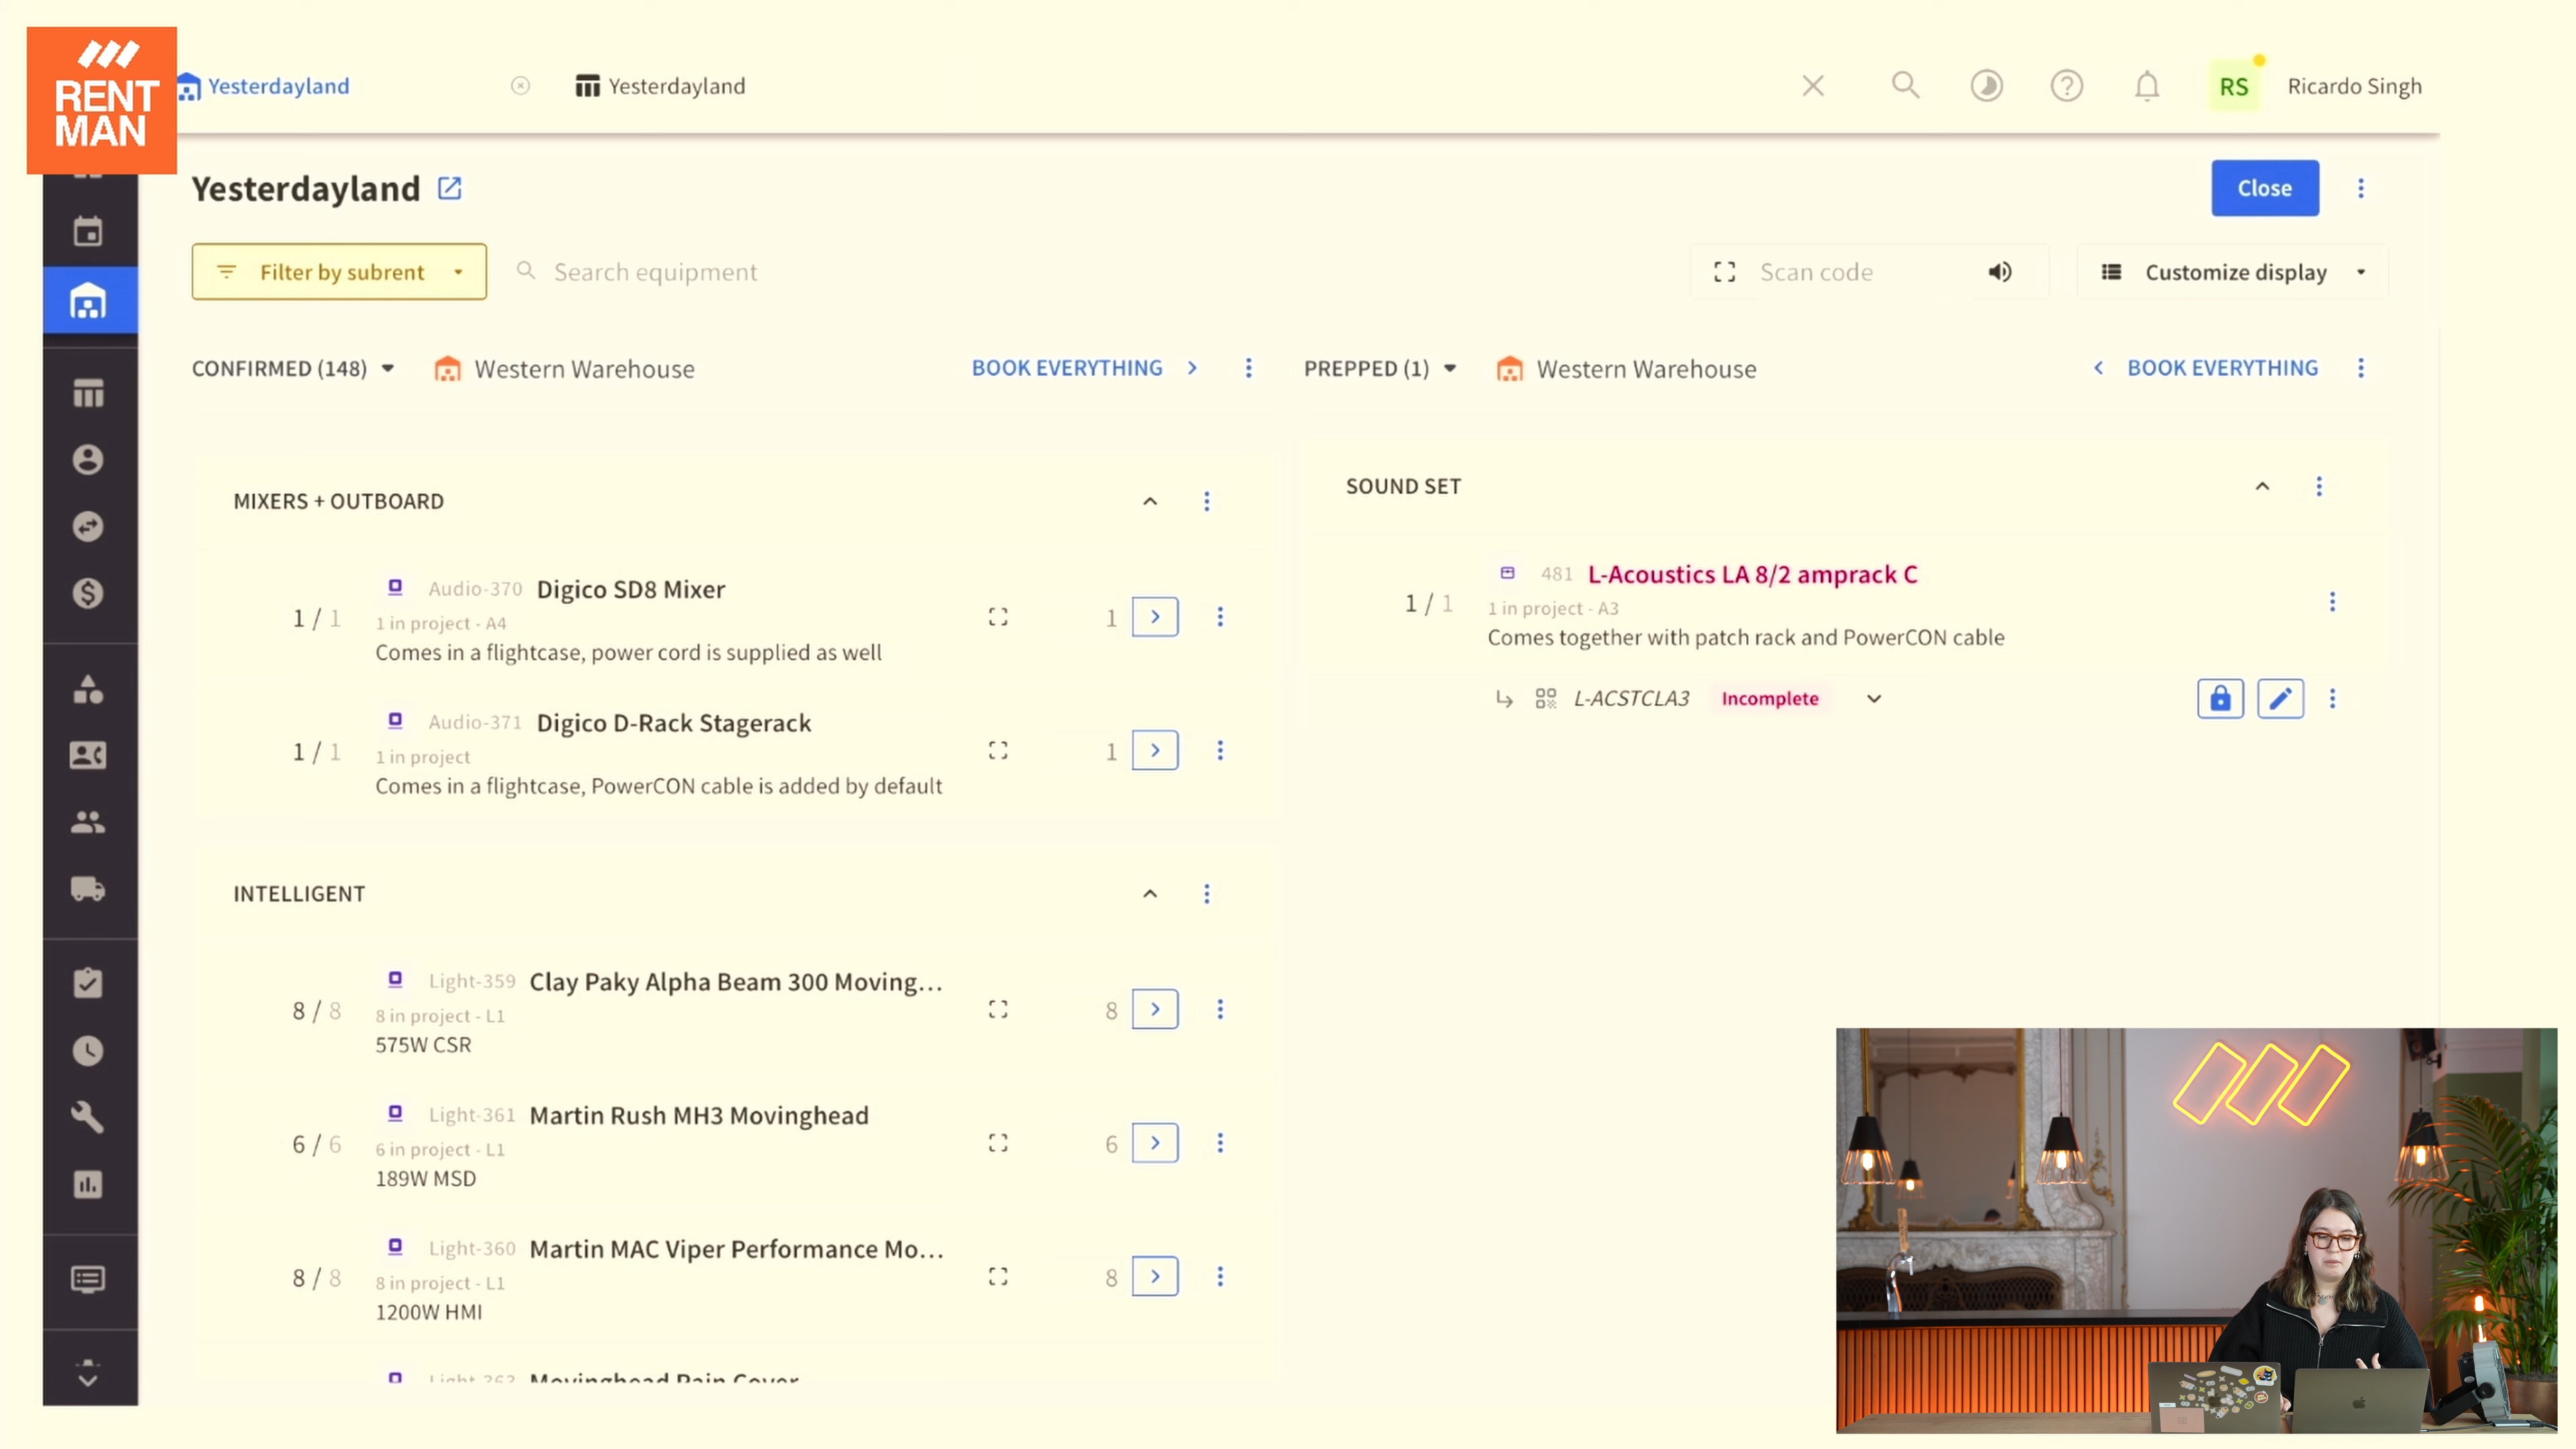 RENT
MAN
Yesterdayland
Yesterdayland
RS
Ricardo Singh
Yesterdayland
Close
Filter by subrent
Search equipment
Scan code
Customize display
CONFIRMED (148)
Western Warehouse
BOOK EVERYTHING
PREPPED (1)
Western Warehouse
BOOK EVERYTHING
MIXERS + OUTBOARD
Audio-370 Digico SD8 Mixer
1 / 1
1 in project - A4
1
Comes in a flightcase, power cord is supplied as well
Audio-371 Digico D-Rack Stagerack
1 / 1
1 in project
1
Comes in a flightcase, PowerCON cable is added by default
INTELLIGENT
Light-359 Clay Paky Alpha Beam 300 Moving...
8 / 8
8 in project - L1
8
575W CSR
Light-361 Martin Rush MH3 Movinghead
6 / 6
6 in project - L1
6
189W MSD
Light-360 Martin MAC Viper Performance Mo...
8 / 8
8 in project - L1
8
1200W HMI
Movinghead Rain Cover
SOUND SET
481 L-Acoustics LA 8/2 amprack C
1 / 1
1 in project - A3
Comes together with patch rack and PowerCON cable
L-ACSTCLA3 Incomplete